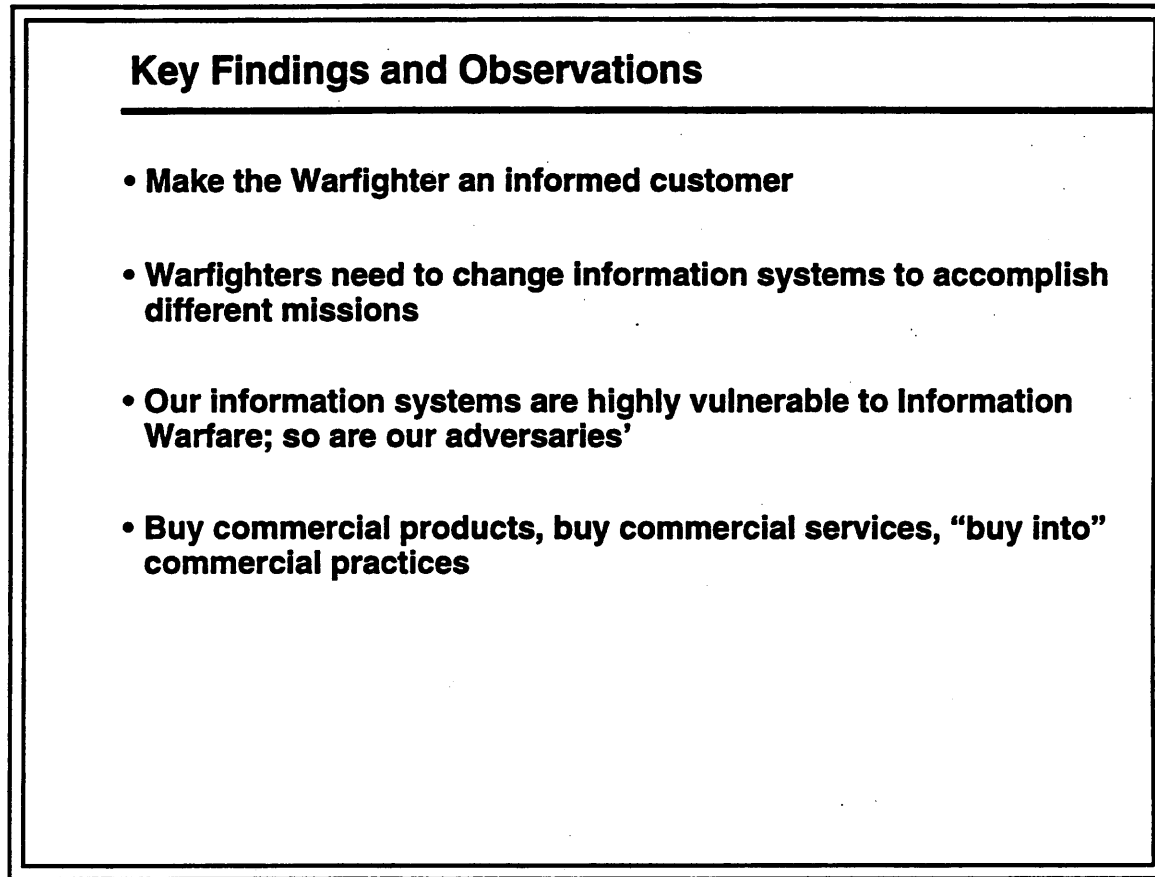 Key Findings and Observations
• Make the Warfighter an informed customer
• Warfighters need to change information systems to accomplish
different missions
• Our information systems are highly vulnerable to Information
Warfare; so are our adversaries’
• Buy commercial products, buy commercial services, “buy into”
commercial practices